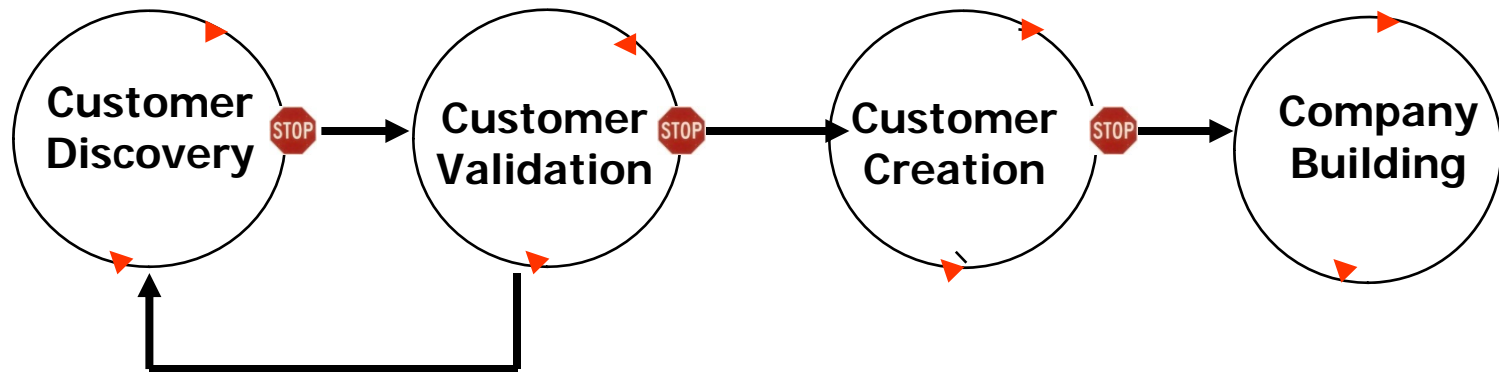 Customer
Discovery
STOP
Customer
Validation
STOP
Customer
Creation
STOP
Company
Building